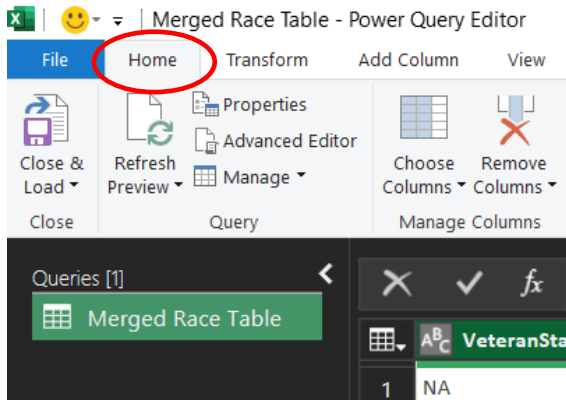 Merged Race Table - Power Query Editor
File Home Transform Add Column View
Properties
Advanced Editor
Manage
Close & Load
Refresh Preview
Choose Columns
Remove Columns
Close Query Manage Columns
Queries [1]
Merged Race Table
fx
ABC VeteranSta
1 NA